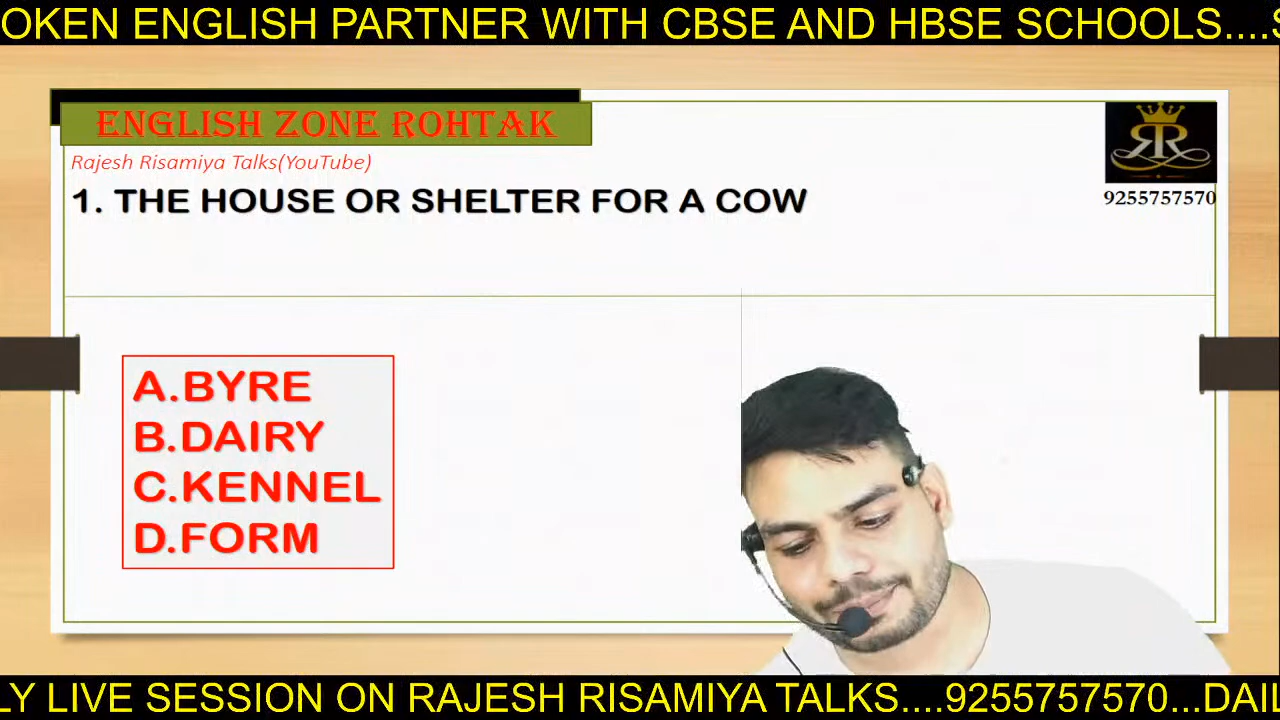 OKEN ENGLISH PARTNER WITH CBSE AND HBSE SCHOOLS....S
ENGLISH ZONE ROHTAK
Rajesh Risamiya Talks(YouTube)
1. THE HOUSE OR SHELTER FOR A COW
RR
9255757570
A.BYRE
B.DAIRY
C.KENNEL
D.FORM
LY LIVE SESSION ON RAJESH RISAMIYA TALKS....9255757570...DAIL